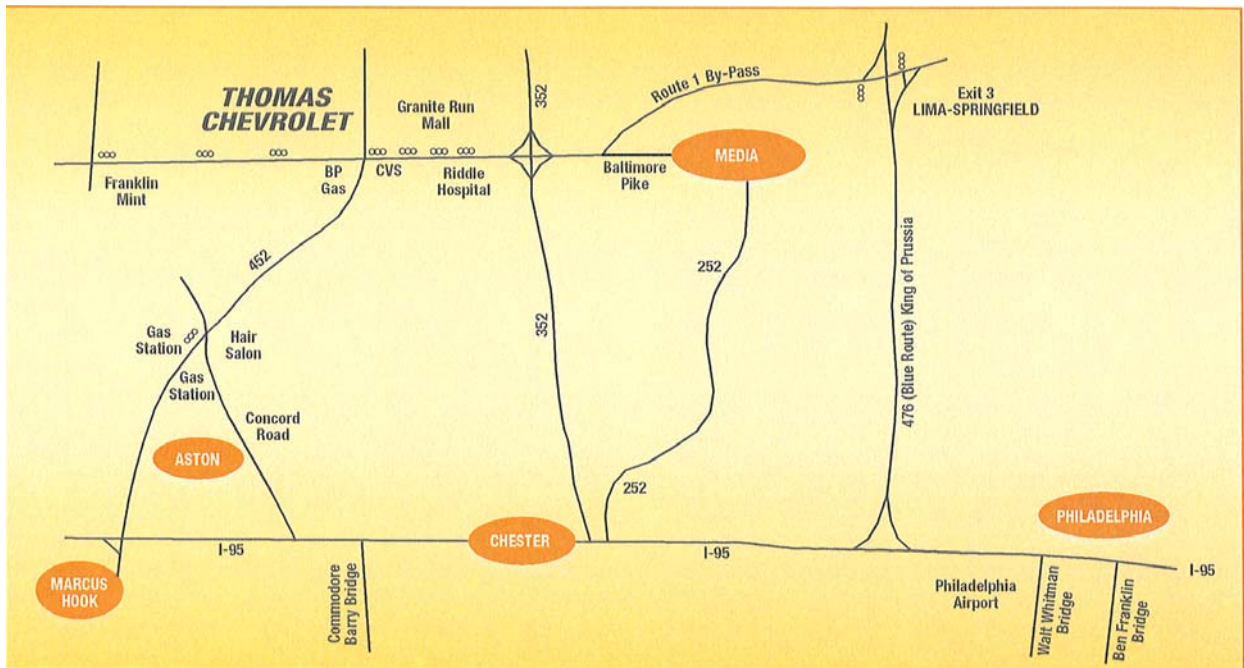 THOMAS
CHEVROLET
Granite Run
Mall
352
Route 1 By-Pass
Exit 3
LIMA-SPRINGFIELD
Franklin
Mint
BP
Gas
CVS
Riddle
Hospital
Baltimore
Pike
MEDIA
452
252
352
476 (Blue Route) King of Prussia
Gas
Station
Hair
Salon
Gas
Station
Concord
Road
ASTON
252
PHILADELPHIA
CHESTER
I-95
I-95
I-95
MARCUS
HOOK
Commodore
Barry Bridge
Philadelphia
Airport
Walt Whitman
Bridge
Ben Franklin
Bridge